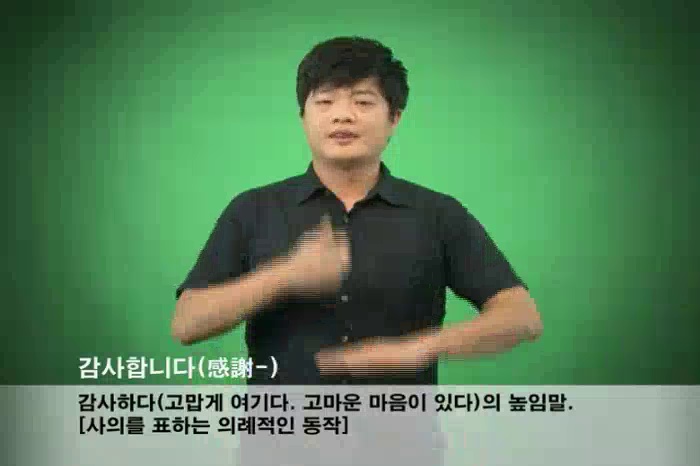 감사합니다(感謝-)
감사하다(고맙게 여기다. 고마운 마음이 있다)의 높임말.
[사의를 표하는 의례적인 동작]